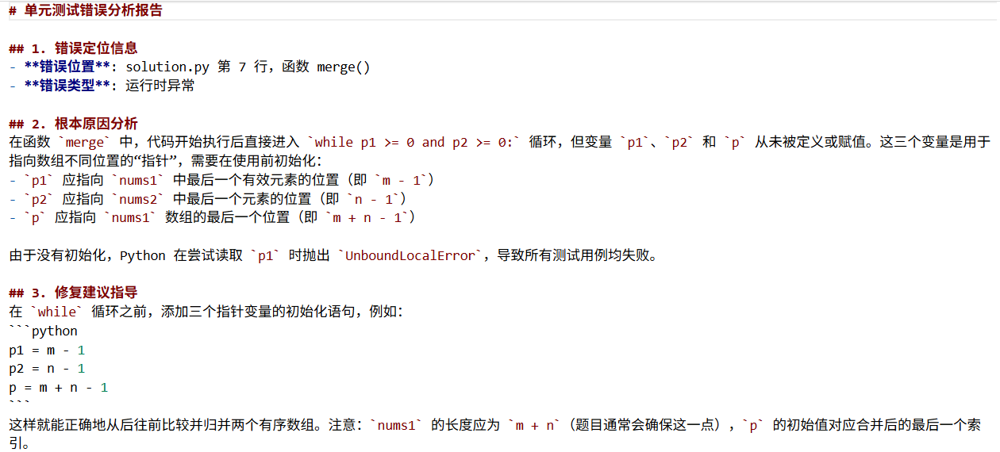 # 单元测试错误分析报告
## 1. 错误定位信息
- **错误位置**: solution.py 第 7 行，函数 merge()
- **错误类型**: 运行时异常
## 2. 根本原因分析
在函数 `merge` 中，代码开始执行后直接进入 `while p1 >= 0 and p2 >= 0:` 循环，但变量 `p1`、`p2` 和 `p` 从未被定义或赋值。这三个变量是用于
指向数组不同位置的“指针”，需要在使用前初始化：
- `p1` 应指向 `nums1` 中最后一个有效元素的位置（即 `m - 1`）
- `p2` 应指向 `nums2` 中最后一个元素的位置（即 `n - 1`）
- `p` 应指向 `nums1` 数组的最后一个位置（即 `m + n - 1`）
由于没有初始化，Python 在尝试读取 `p1` 时抛出 `UnboundLocalError`，导致所有测试用例均失败。
## 3. 修复建议指导
在 `while` 循环之前，添加三个指针变量的初始化语句，例如：
```python
p1 = m - 1
p2 = n - 1
p = m + n - 1
```
这样就能正确地从后往前比较并归并两个有序数组。注意：`nums1` 的长度应为 `m + n`（题目通常会确保这一点），`p` 的初始值对应合并后的最后一个索
引。